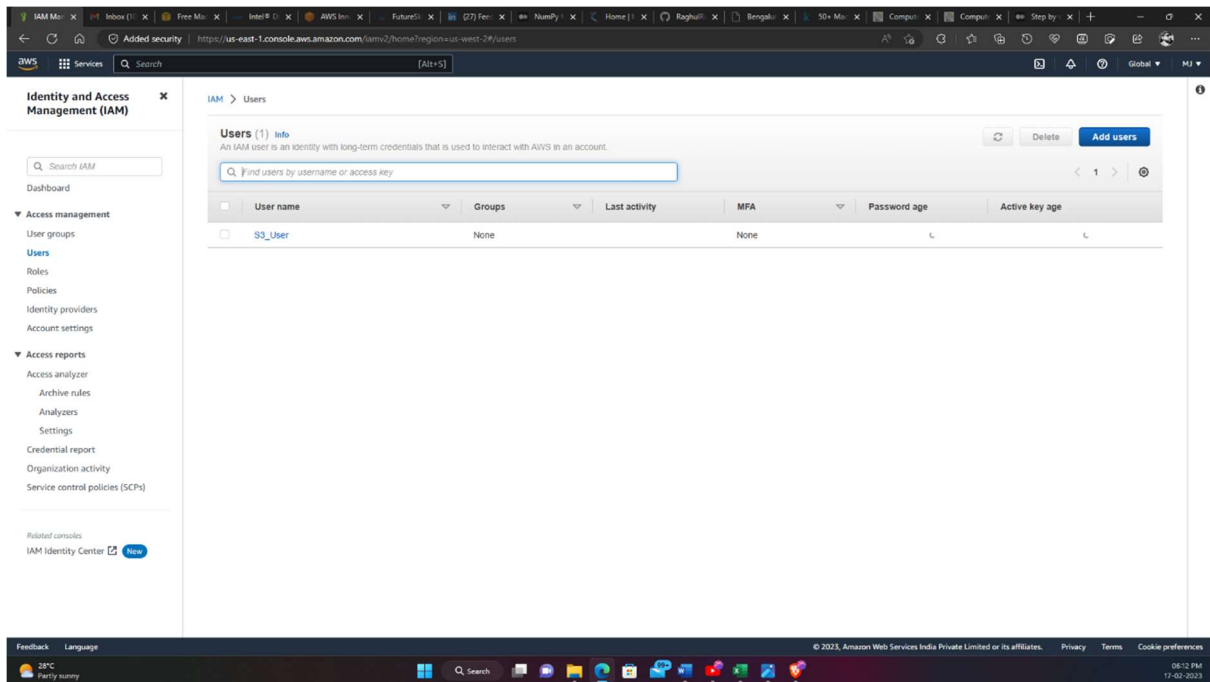 IAM Man
Inbox (1
Free Mac
Intel® D
AWS Inn
FutureSk
(27) Feed
NumPy
Home |
RaghulR
Bengalur
50+ Mac
Compute
Compute
Step by
Added security
https://us-east-1.console.aws.amazon.com/iamv2/home?region=us-west-2#/users
aws
Services
Search
[Alt+S]
Global
MJ
Identity and Access
Management (IAM)
Search IAM
Dashboard
Access management
User groups
Users
Roles
Policies
Identity providers
Account settings
Access reports
Access analyzer
Archive rules
Analyzers
Settings
Credential report
Organization activity
Service control policies (SCPs)
Related consoles
IAM Identity Center New
IAM > Users
Users (1) Info
An IAM user is an identity with long-term credentials that is used to interact with AWS in an account.
Delete
Add users
Find users by username or access key
< 1 >
User name Groups Last activity MFA Password age Active key age
S3_User None None
Feedback Language
© 2023, Amazon Web Services India Private Limited or its affiliates. Privacy Terms Cookie preferences
28°C
Partly sunny
Search
99+
06:12 PM
17-02-2023